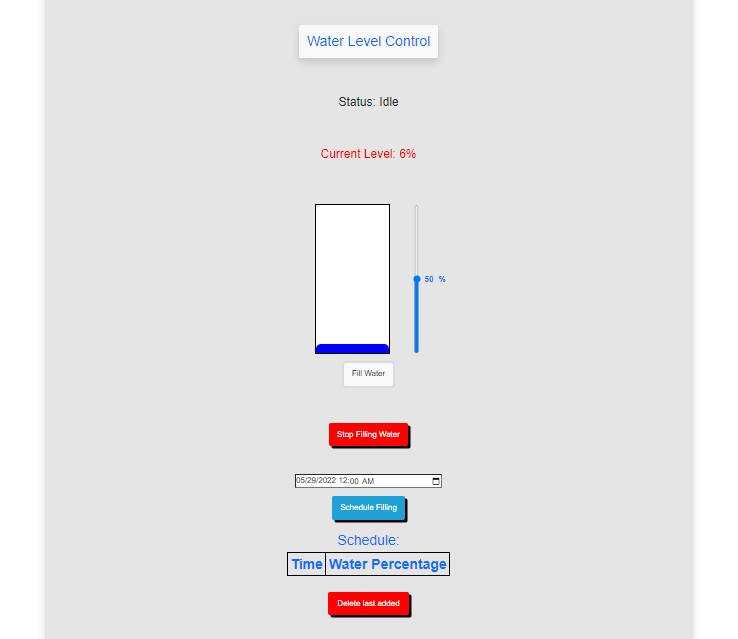 Water Level Control
Status: Idle
Current Level: 6%
50 %
Fill Water
Stop Filling Water
05/29/2022 12:00 AM
Schedule Filling
Schedule:
Time Water Percentage
Delete last added